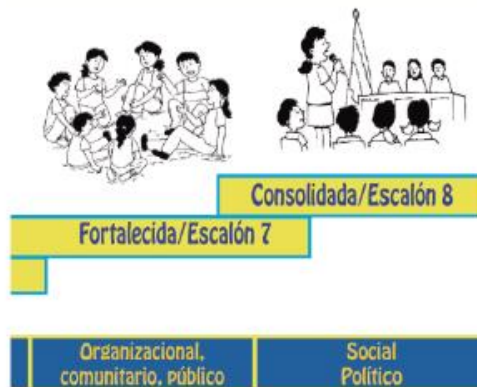 Consolidada/Escalón 8
Fortalecida/Escalón 7
Organizacional,
comunitario, público
Social
Político